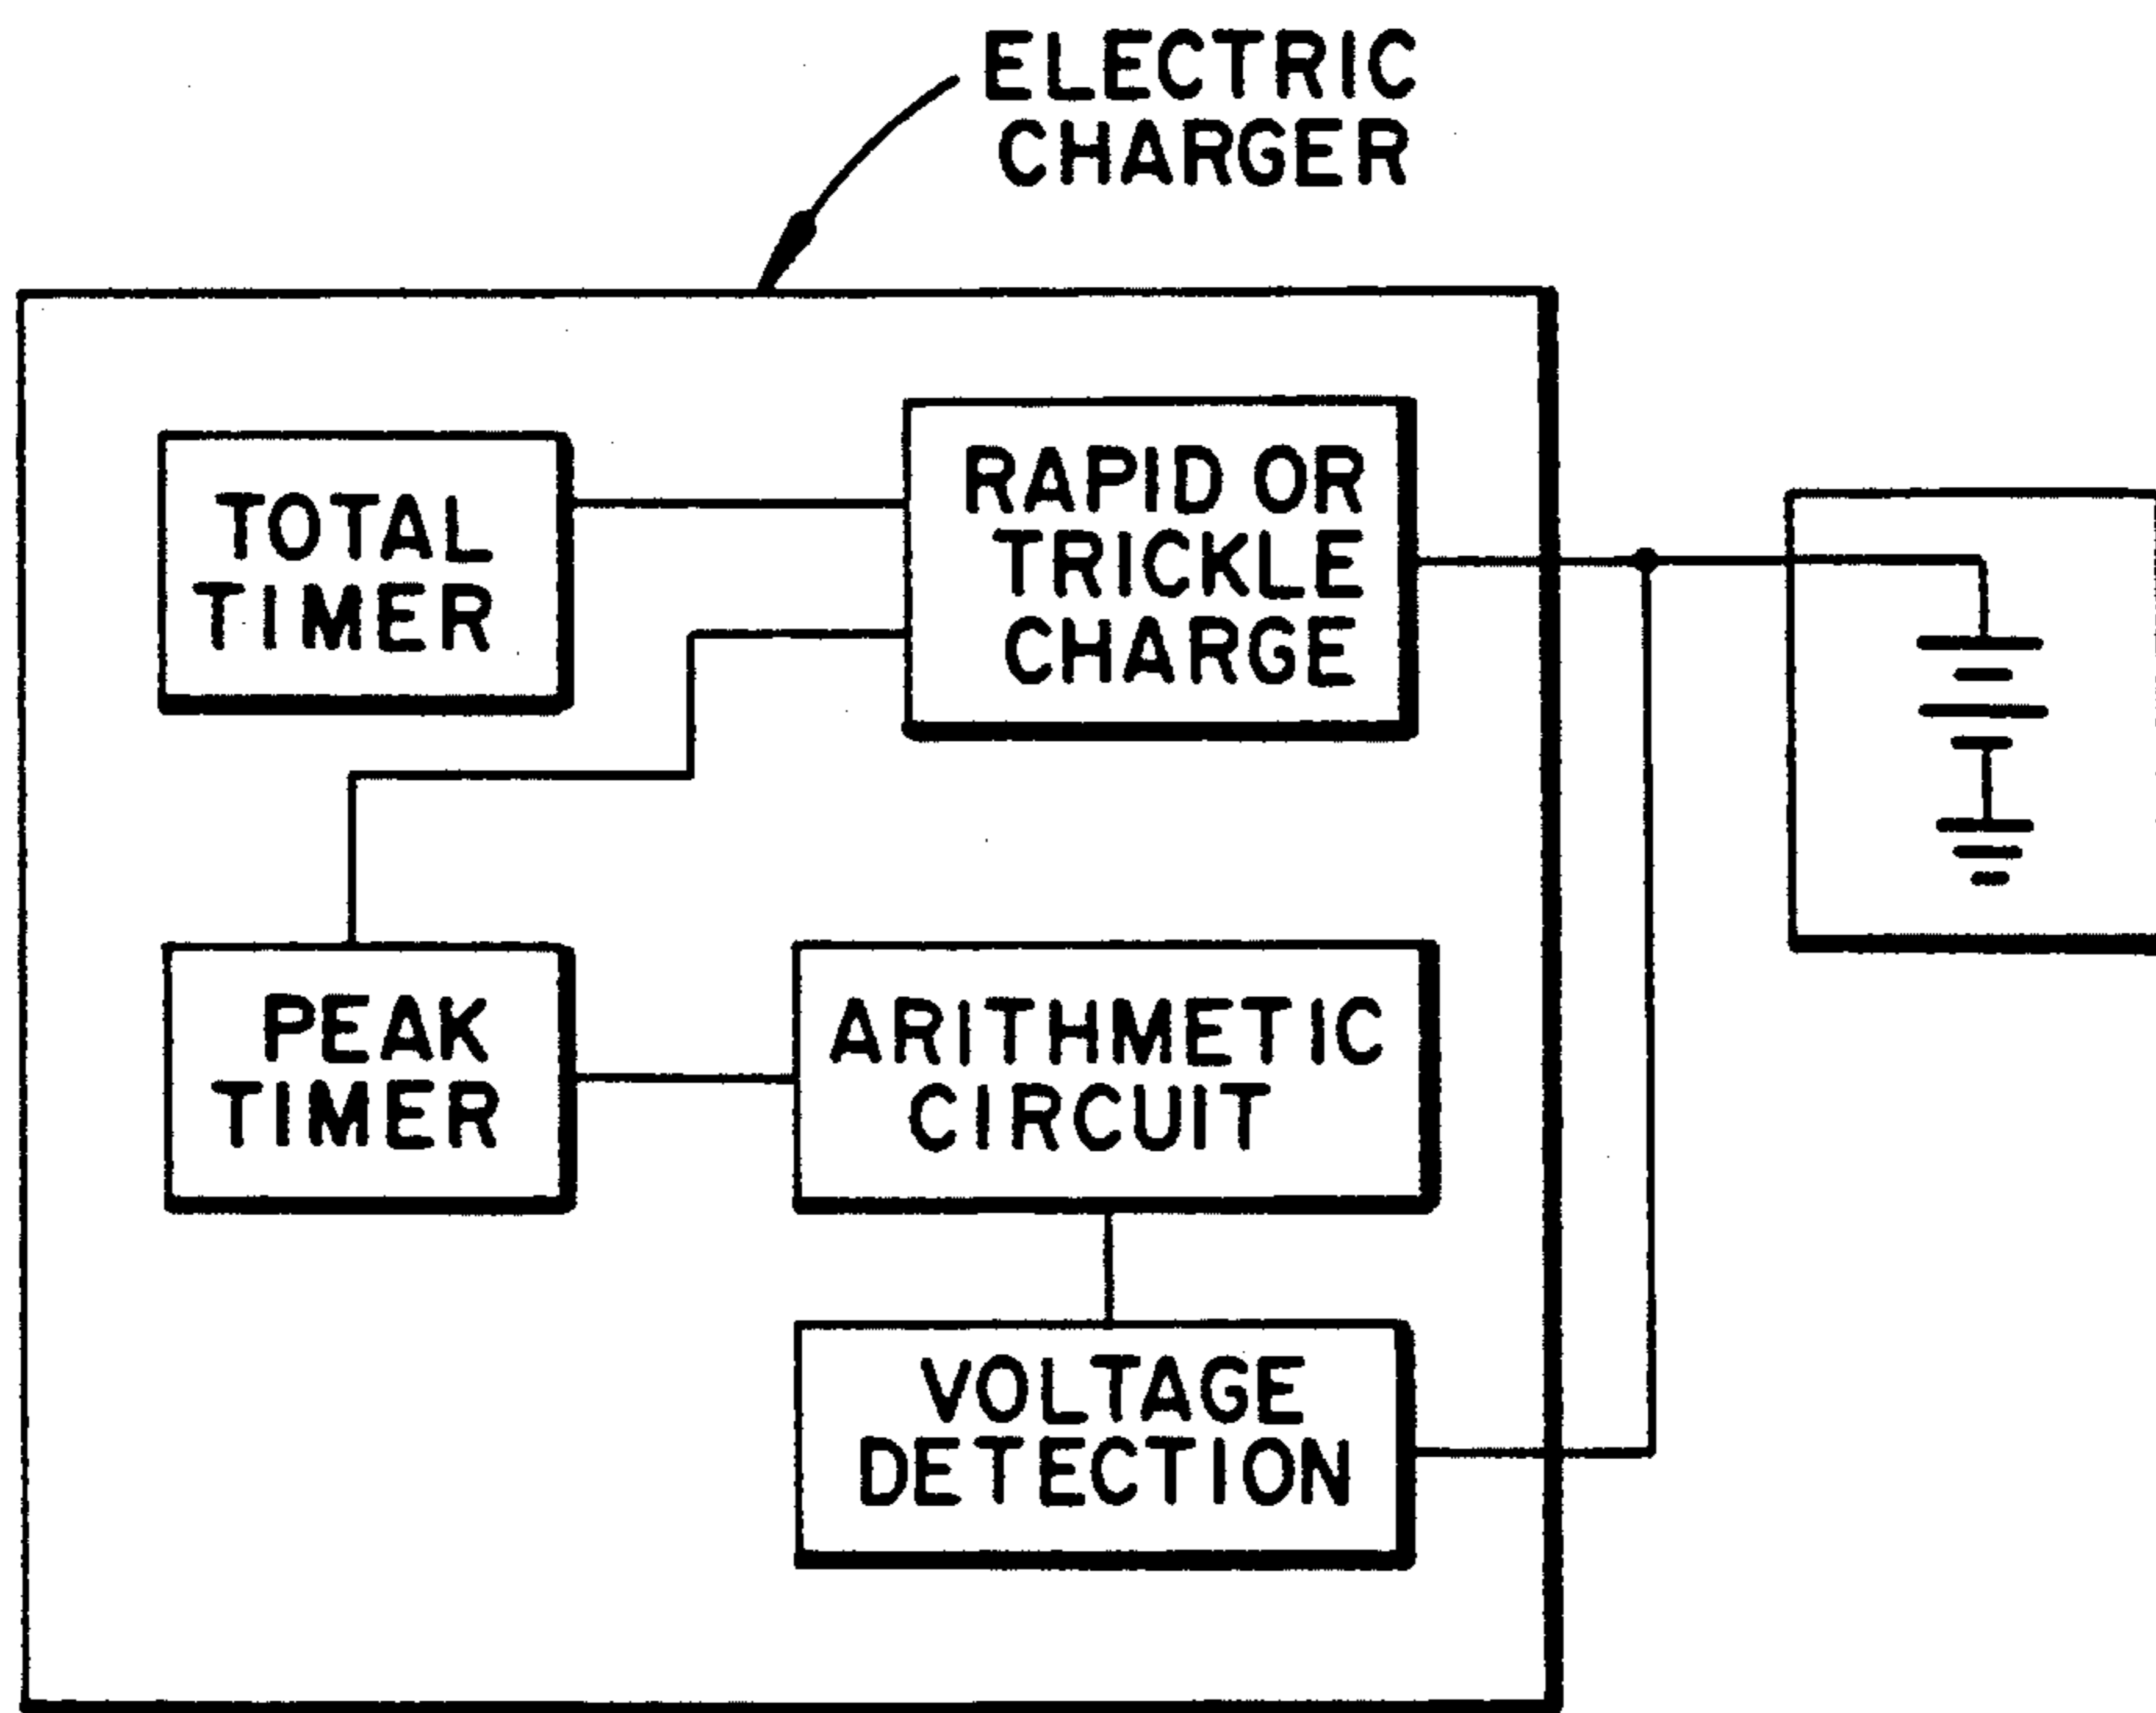 ELECTRIC
CHARGER
TOTAL
TIMER
RAPID OR
TRICKLE
CHARGE
PEAK
TIMER
ARITHMETIC
CIRCUIT
VOLTAGE
DETECTION